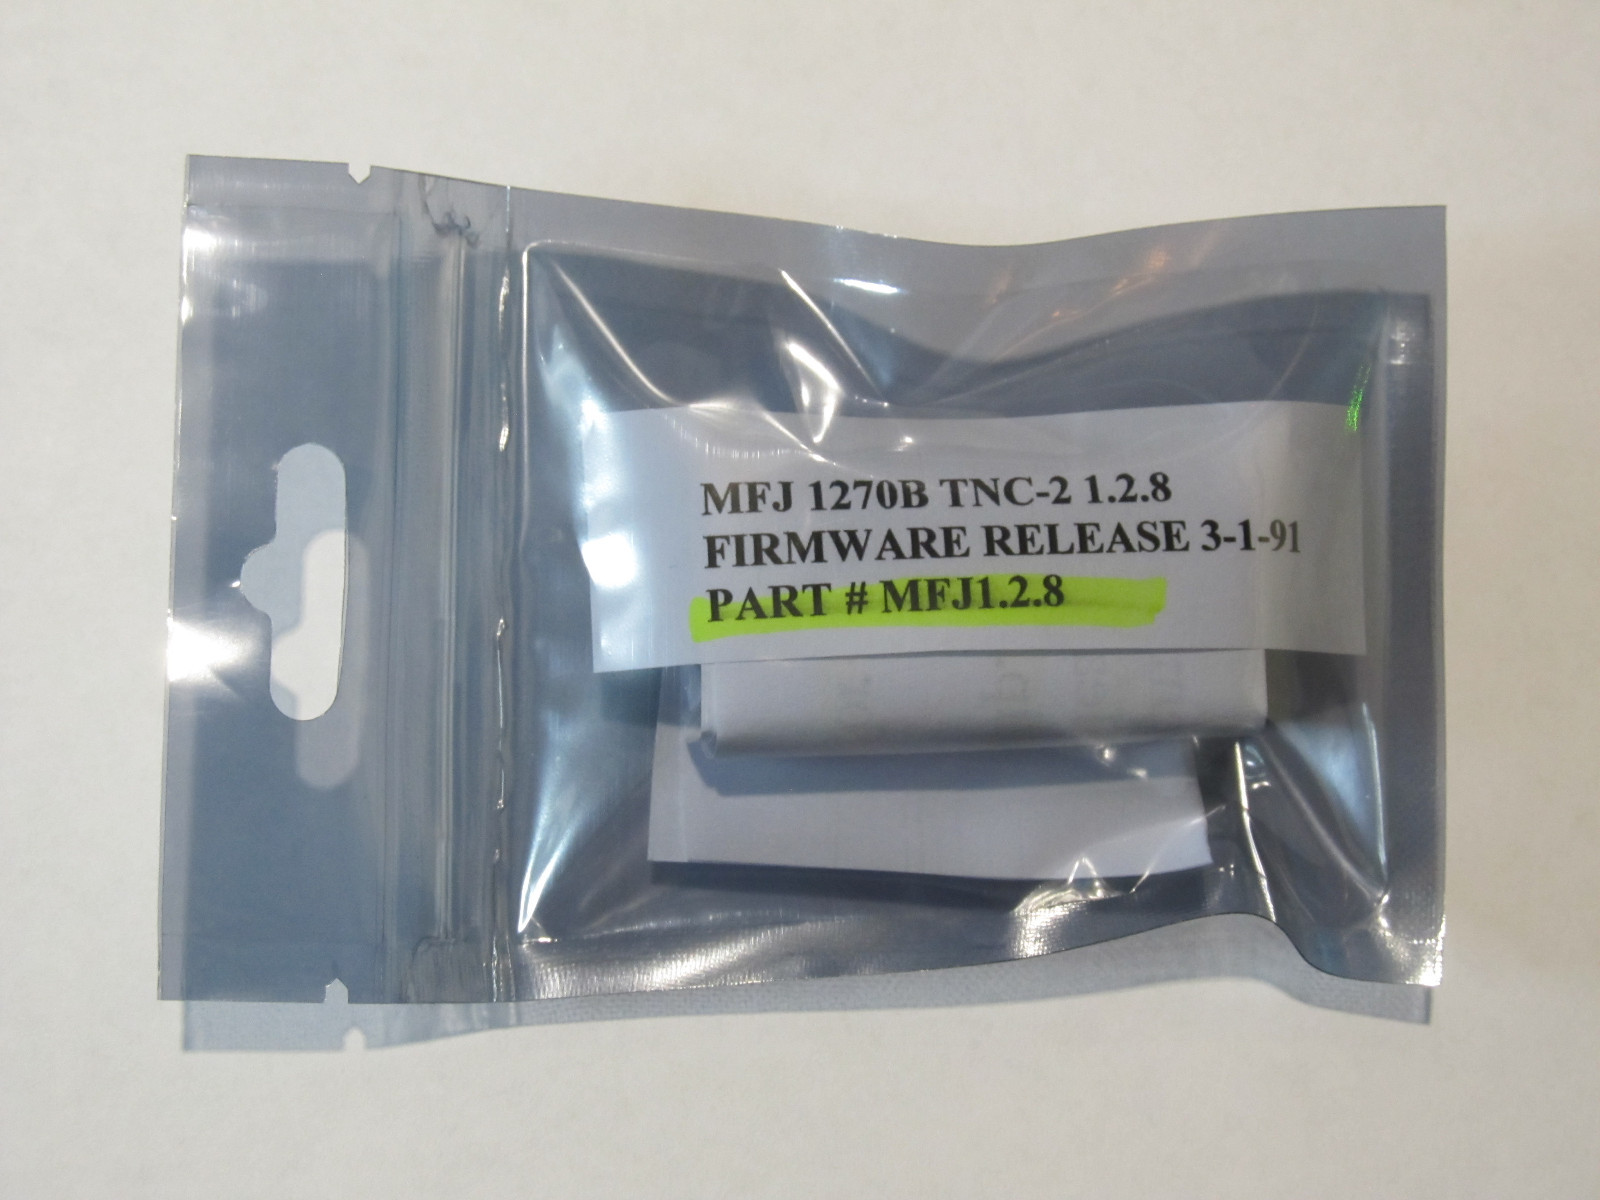 MFJ 1270B TNC-2 1.2.8
FIRMWARE RELEASE 3-1-91
PART # MFJ1.2.8